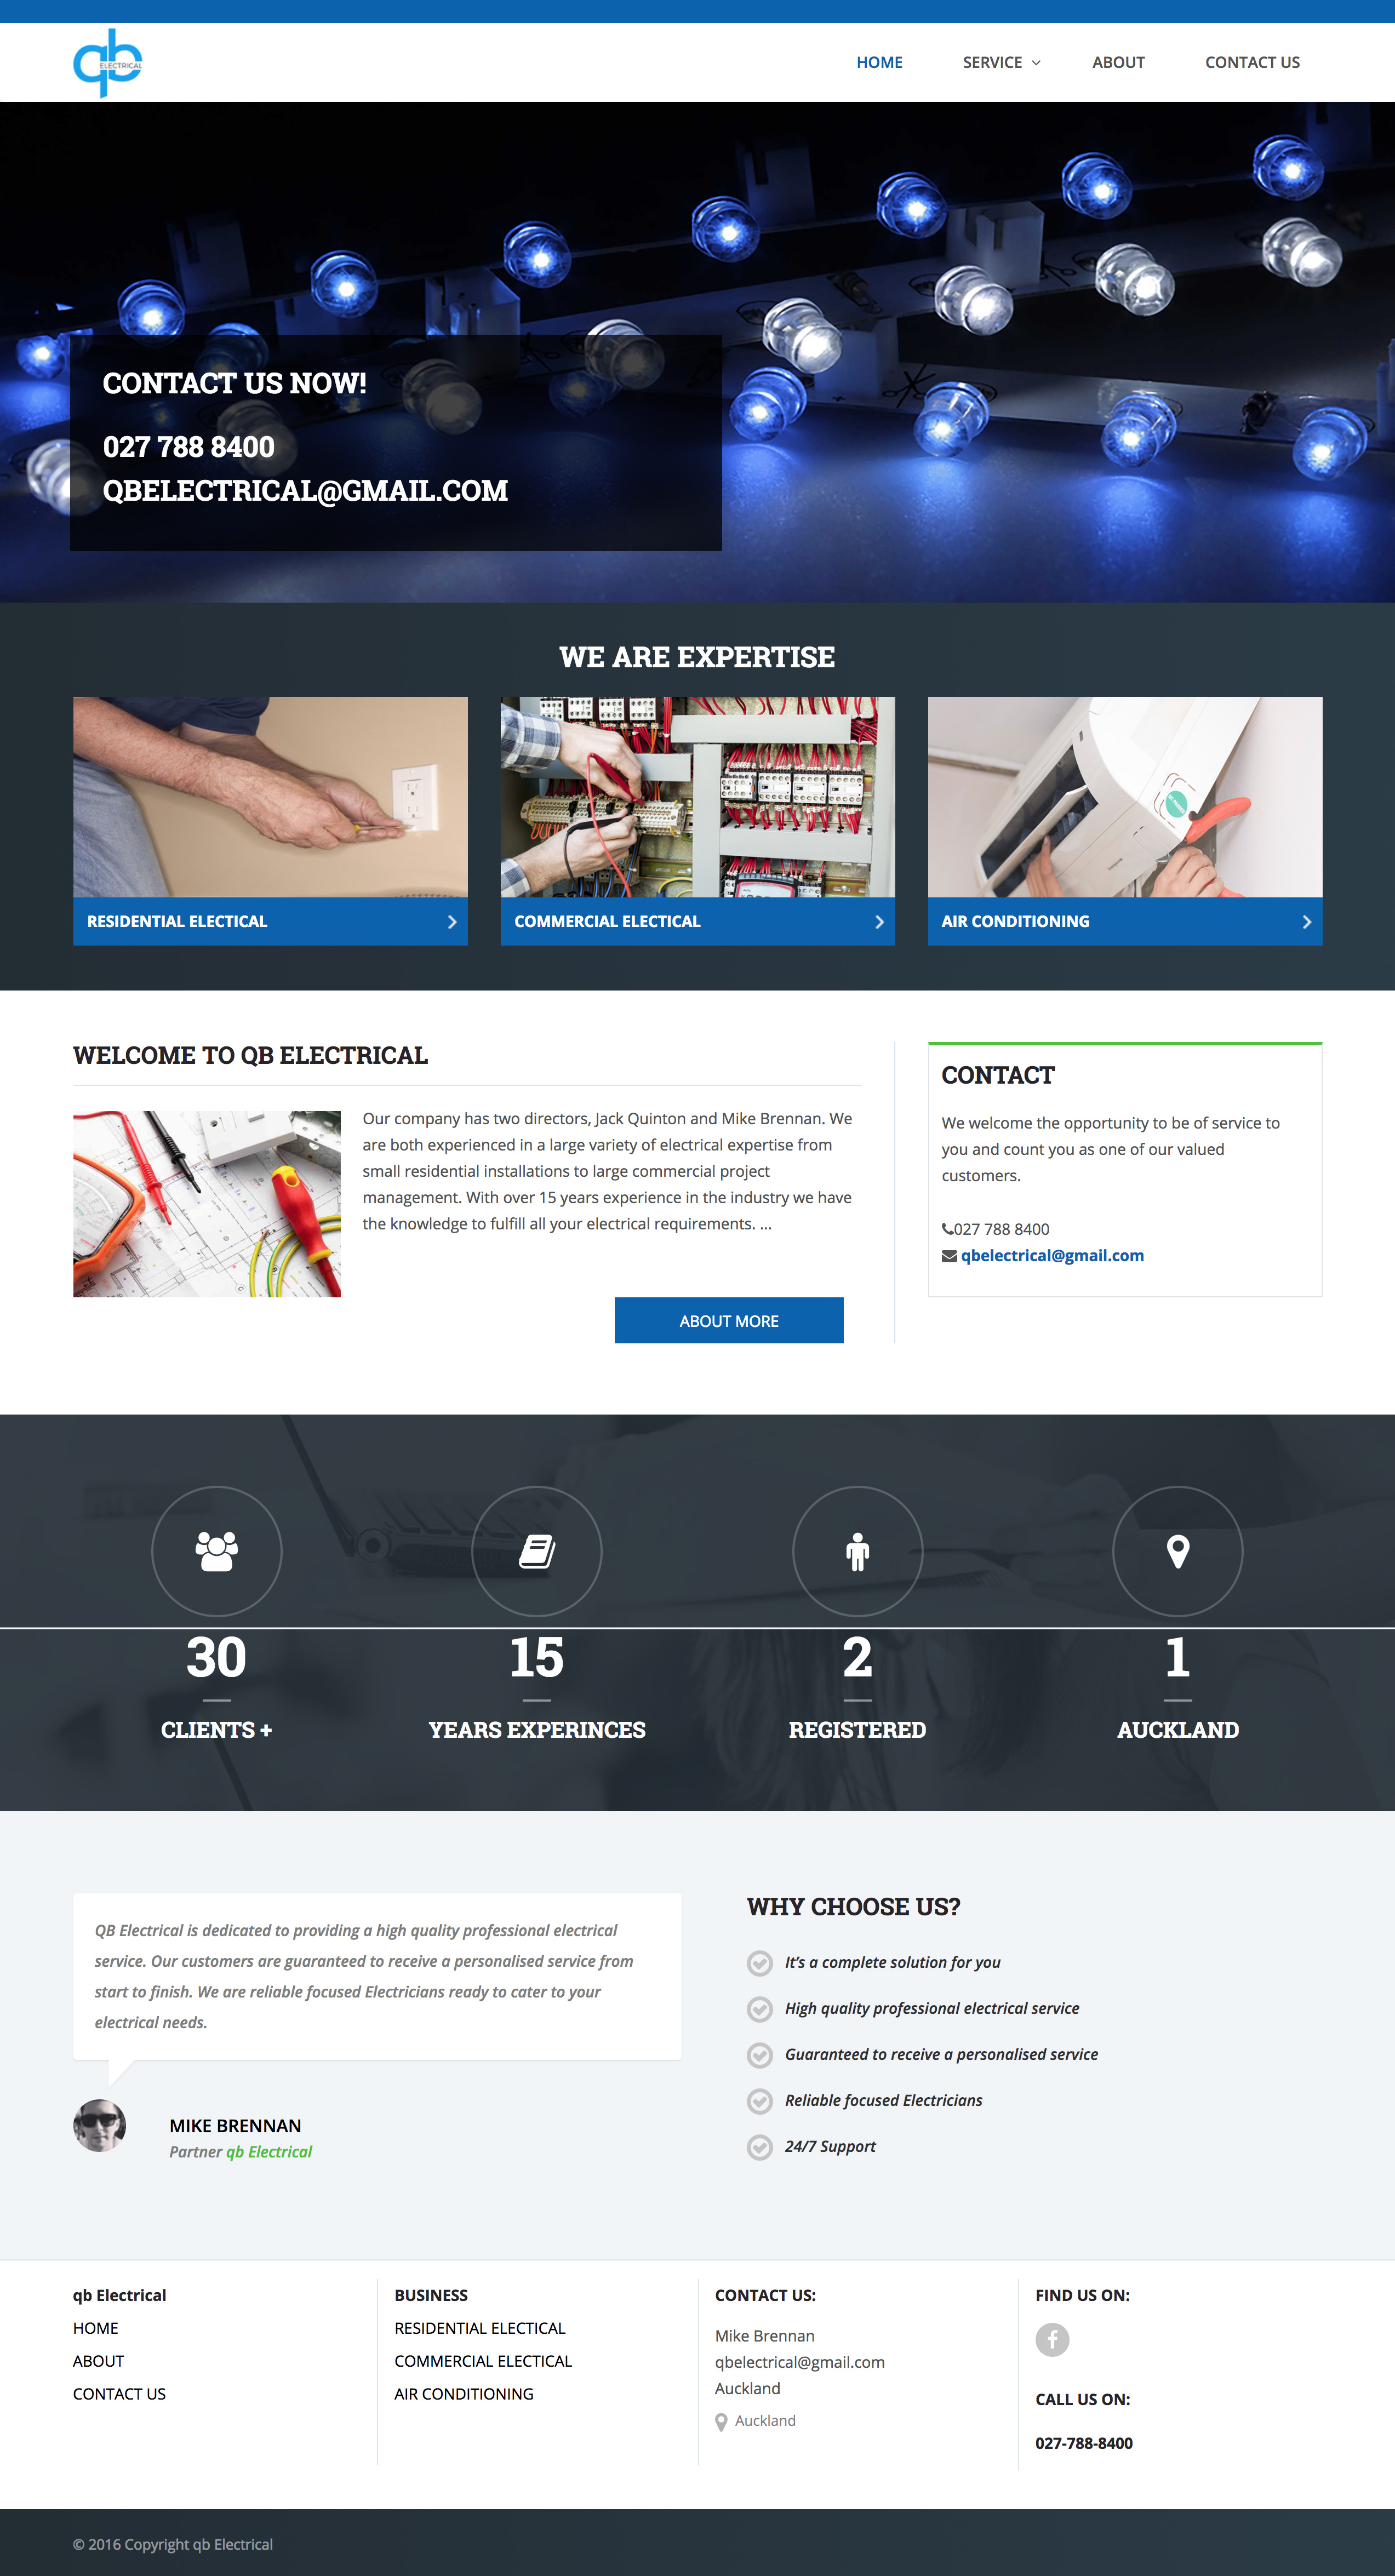 qb
ELECTRICAL
HOME
SERVICE
ABOUT
CONTACT US
CONTACT US NOW!
027 788 8400
QBELECTRICAL@GMAIL.COM
WE ARE EXPERTISE
RESIDENTIAL ELECTICAL
COMMERCIAL ELECTICAL
AIR CONDITIONING
WELCOME TO QB ELECTRICAL
Our company has two directors, Jack Quinton and Mike Brennan. We
are both experienced in a large variety of electrical expertise from
small residential installations to large commercial project
management. With over 15 years experience in the industry we have
the knowledge to fulfill all your electrical requirements. ...
ABOUT MORE
CONTACT
We welcome the opportunity to be of service to
you and count you as one of our valued
customers.
027 788 8400
qbelectrical@gmail.com
30
CLIENTS +
15
YEARS EXPERINCES
2
REGISTERED
1
AUCKLAND
QB Electrical is dedicated to providing a high quality professional electrical
service. Our customers are guaranteed to receive a personalised service from
start to finish. We are reliable focused Electricians ready to cater to your
electrical needs.
MIKE BRENNAN
Partner qb Electrical
WHY CHOOSE US?
It's a complete solution for you
High quality professional electrical service
Guaranteed to receive a personalised service
Reliable focused Electricians
24/7 Support
qb Electrical
HOME
ABOUT
CONTACT US
BUSINESS
RESIDENTIAL ELECTICAL
COMMERCIAL ELECTICAL
AIR CONDITIONING
CONTACT US:
Mike Brennan
qbelectrical@gmail.com
Auckland
Auckland
FIND US ON:
CALL US ON:
027-788-8400
© 2016 Copyright qb Electrical